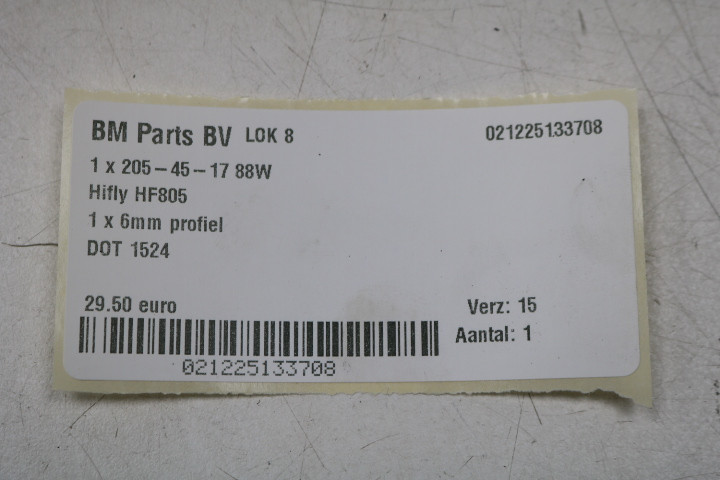 BM Parts BV LOK 8 021225133708
1 x 205-45-17 88W
Hifly HF805
1 x 6mm profiel
DOT 1524
29.50 euro Verz: 15
Aantal: 1
021225133708